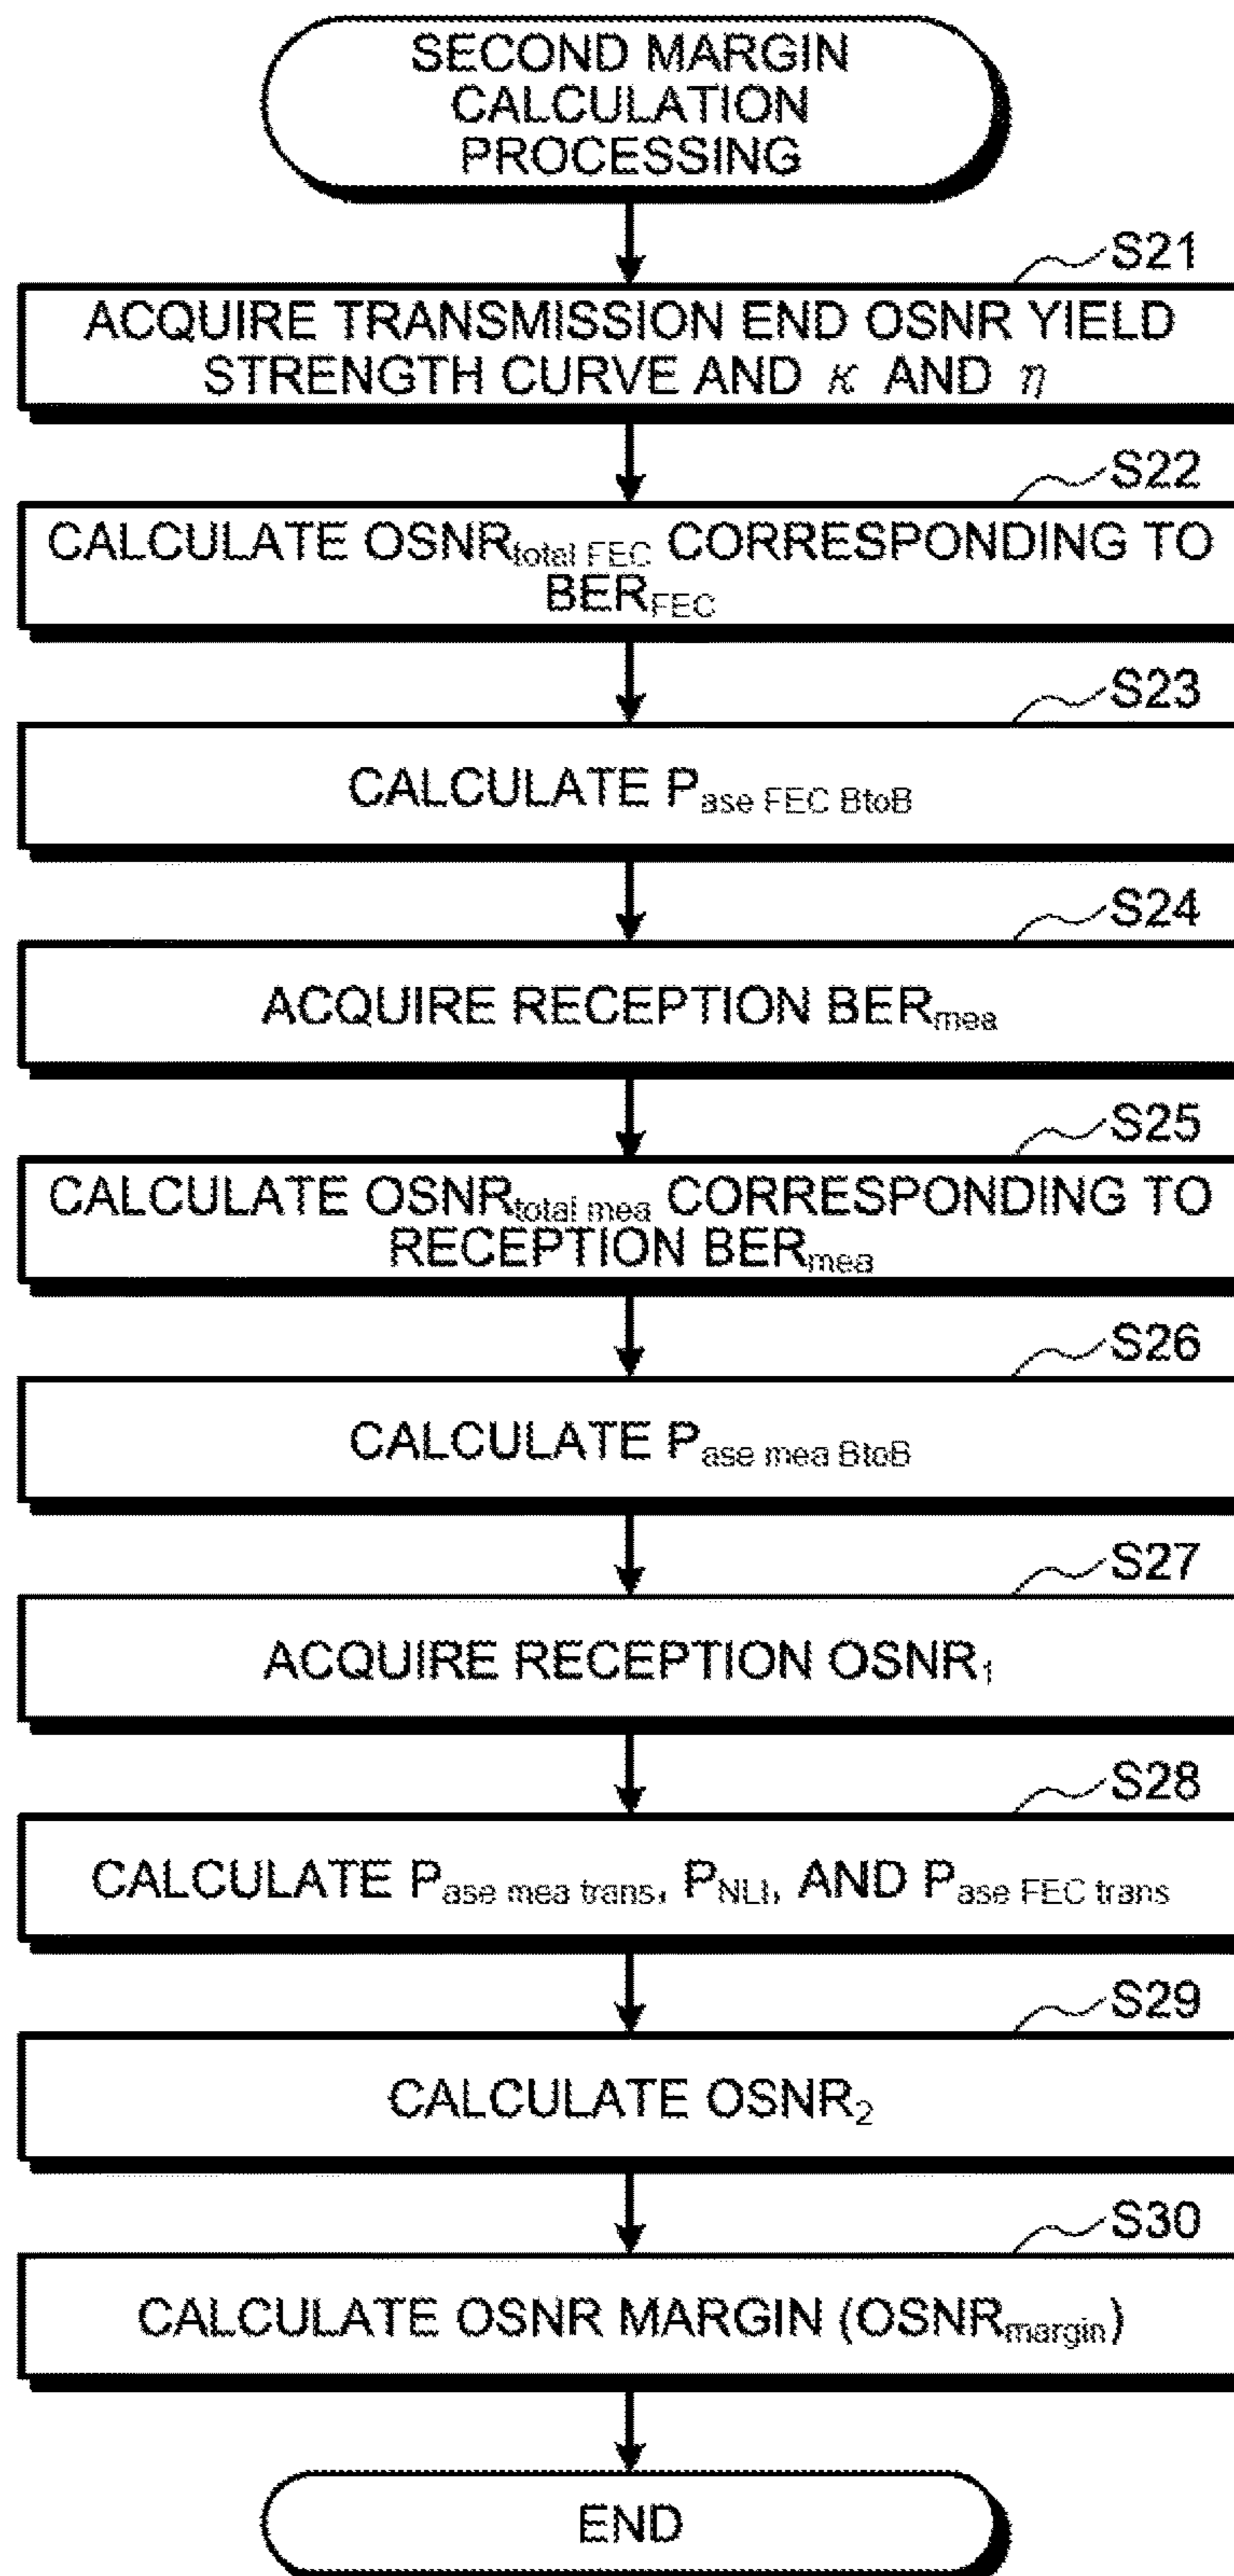 SECOND MARGIN
CALCULATION
PROCESSING
S21
ACQUIRE TRANSMISSION END OSNR YIELD
STRENGTH CURVE AND κ AND η
S22
CALCULATE OSNRtotal FEC CORRESPONDING TO
BERFEC
S23
CALCULATE Pase FEC BtoB
S24
ACQUIRE RECEPTION BERmea
S25
CALCULATE OSNRtotal mea CORRESPONDING TO
RECEPTION BERmea
S26
CALCULATE Pase mea BtoB
S27
ACQUIRE RECEPTION OSNR1
S28
CALCULATE Pase mea trans, PNLI, AND Pase FEC trans
S29
CALCULATE OSNR2
S30
CALCULATE OSNR MARGIN (OSNRmargin)
END